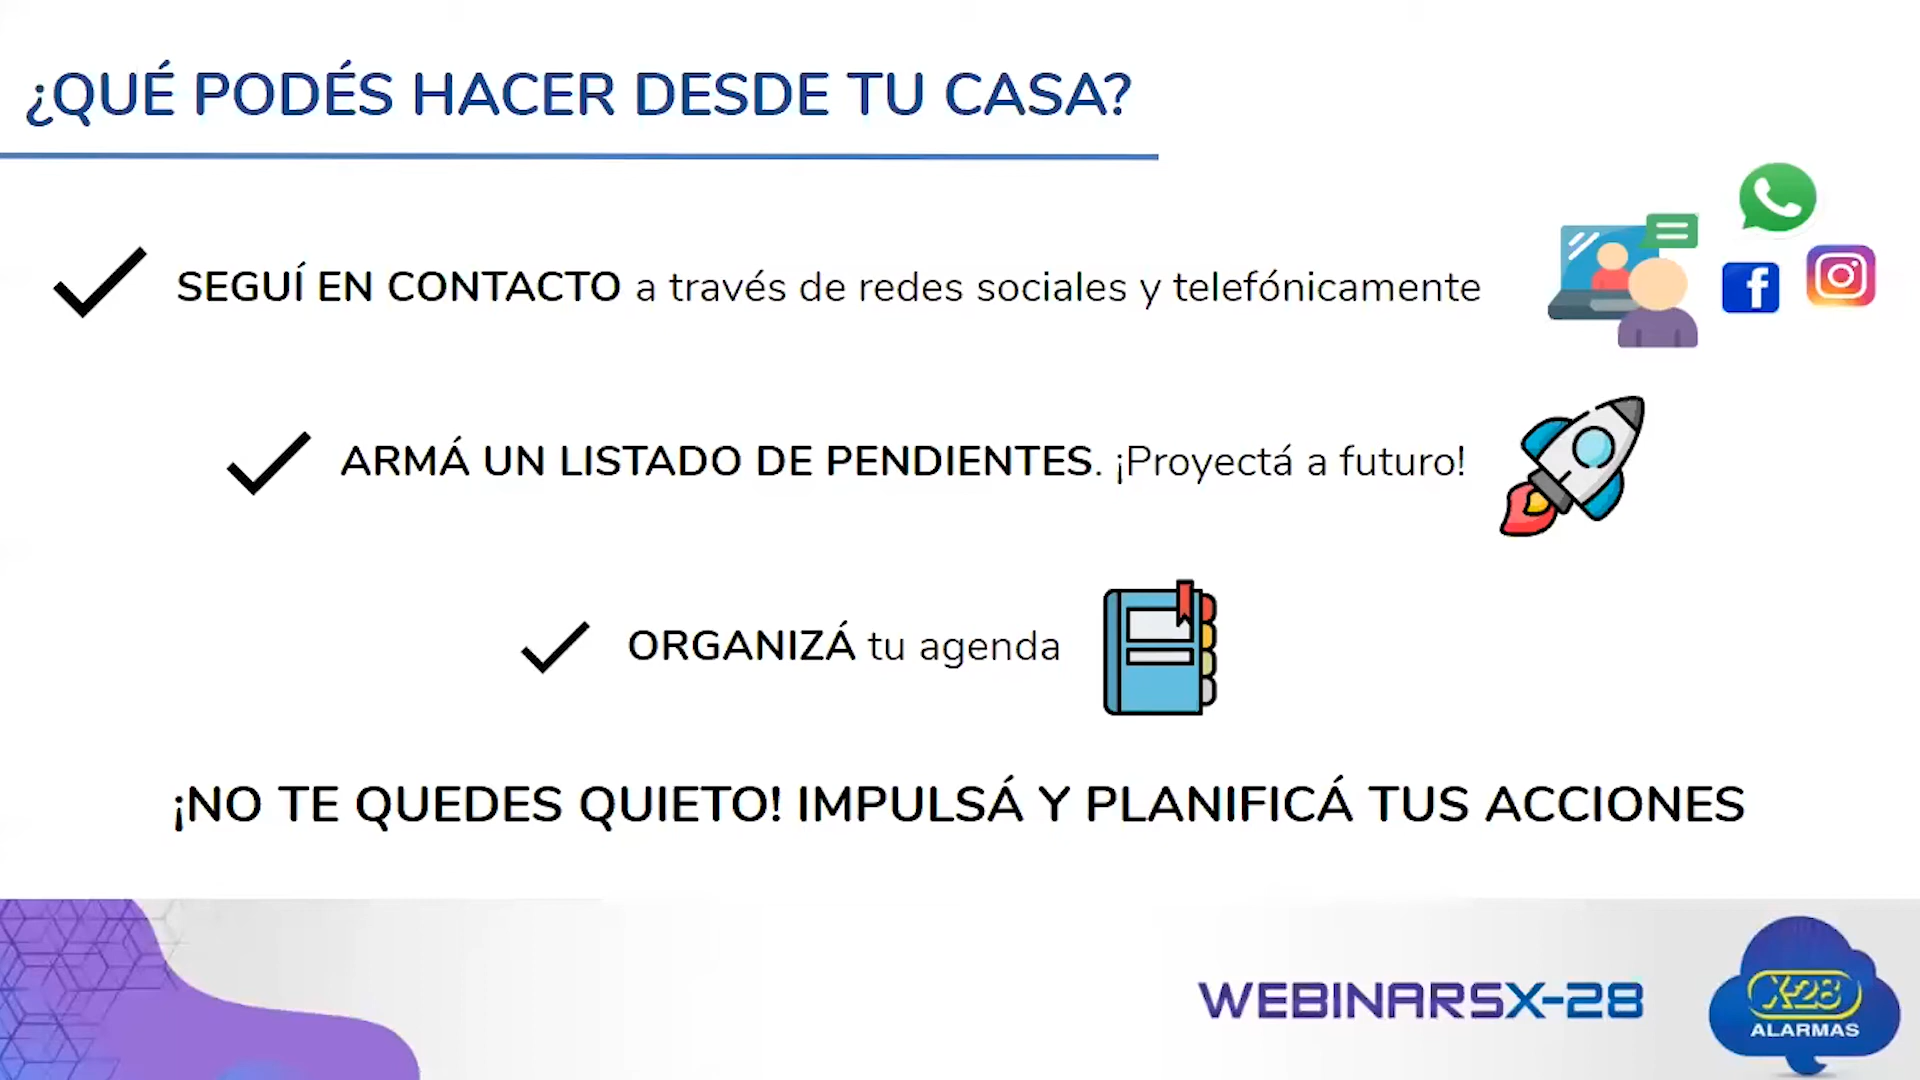 ¿QUÉ PODÉS HACER DESDE TU CASA?
SEGUÍ EN CONTACTO a través de redes sociales y telefónicamente
ARMÁ UN LISTADO DE PENDIENTES. ¡Proyectá a futuro!
ORGANIZÁ tu agenda
¡NO TE QUEDES QUIETO! IMPULSÁ Y PLANIFICÁ TUS ACCIONES
WEBINARSX-28
X-28
ALARMAS